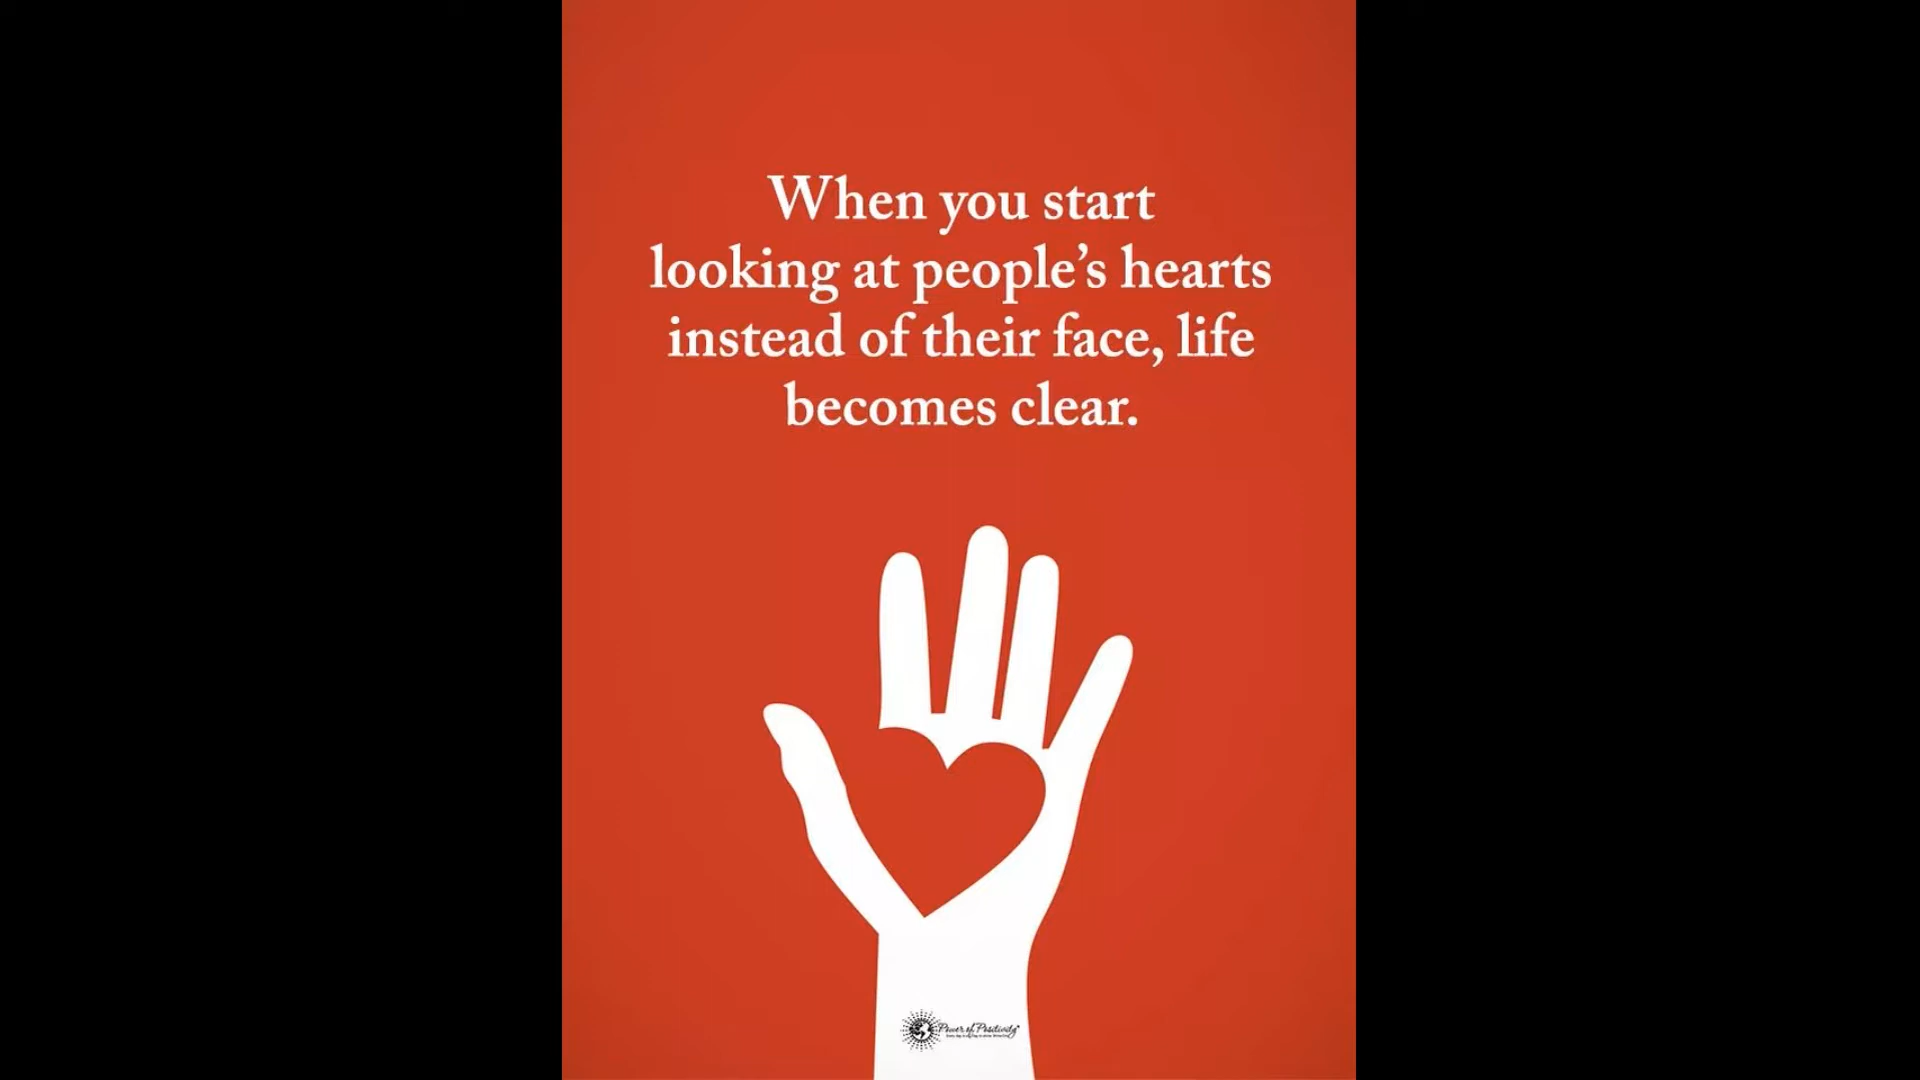 When you start
looking at people’s hearts
instead of their face, life
becomes clear.
Power of Positivity